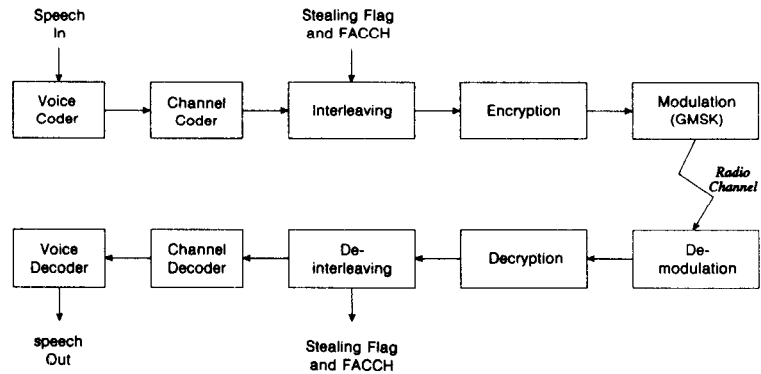 Speech
In
Stealing Flag
and FACCH
Voice
Coder
Channel
Coder
Interleaving
Encryption
Modulation
(GMSK)
Radio
Channel
Voice
Decoder
Channel
Decoder
De-
interleaving
Decryption
De-
modulation
speech
Out
Stealing Flag
and FACCH